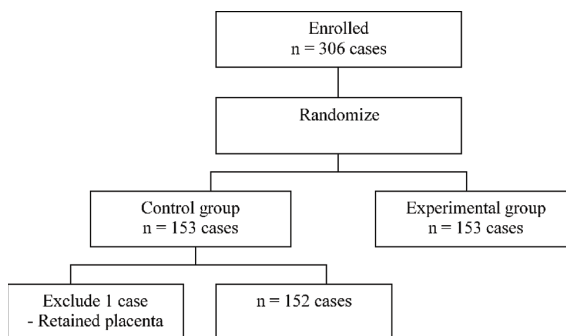 Enrolled
n = 306 cases
Randomize
Control group
n = 153 cases
Experimental group
n = 153 cases
Exclude 1 case
- Retained placenta
n = 152 cases